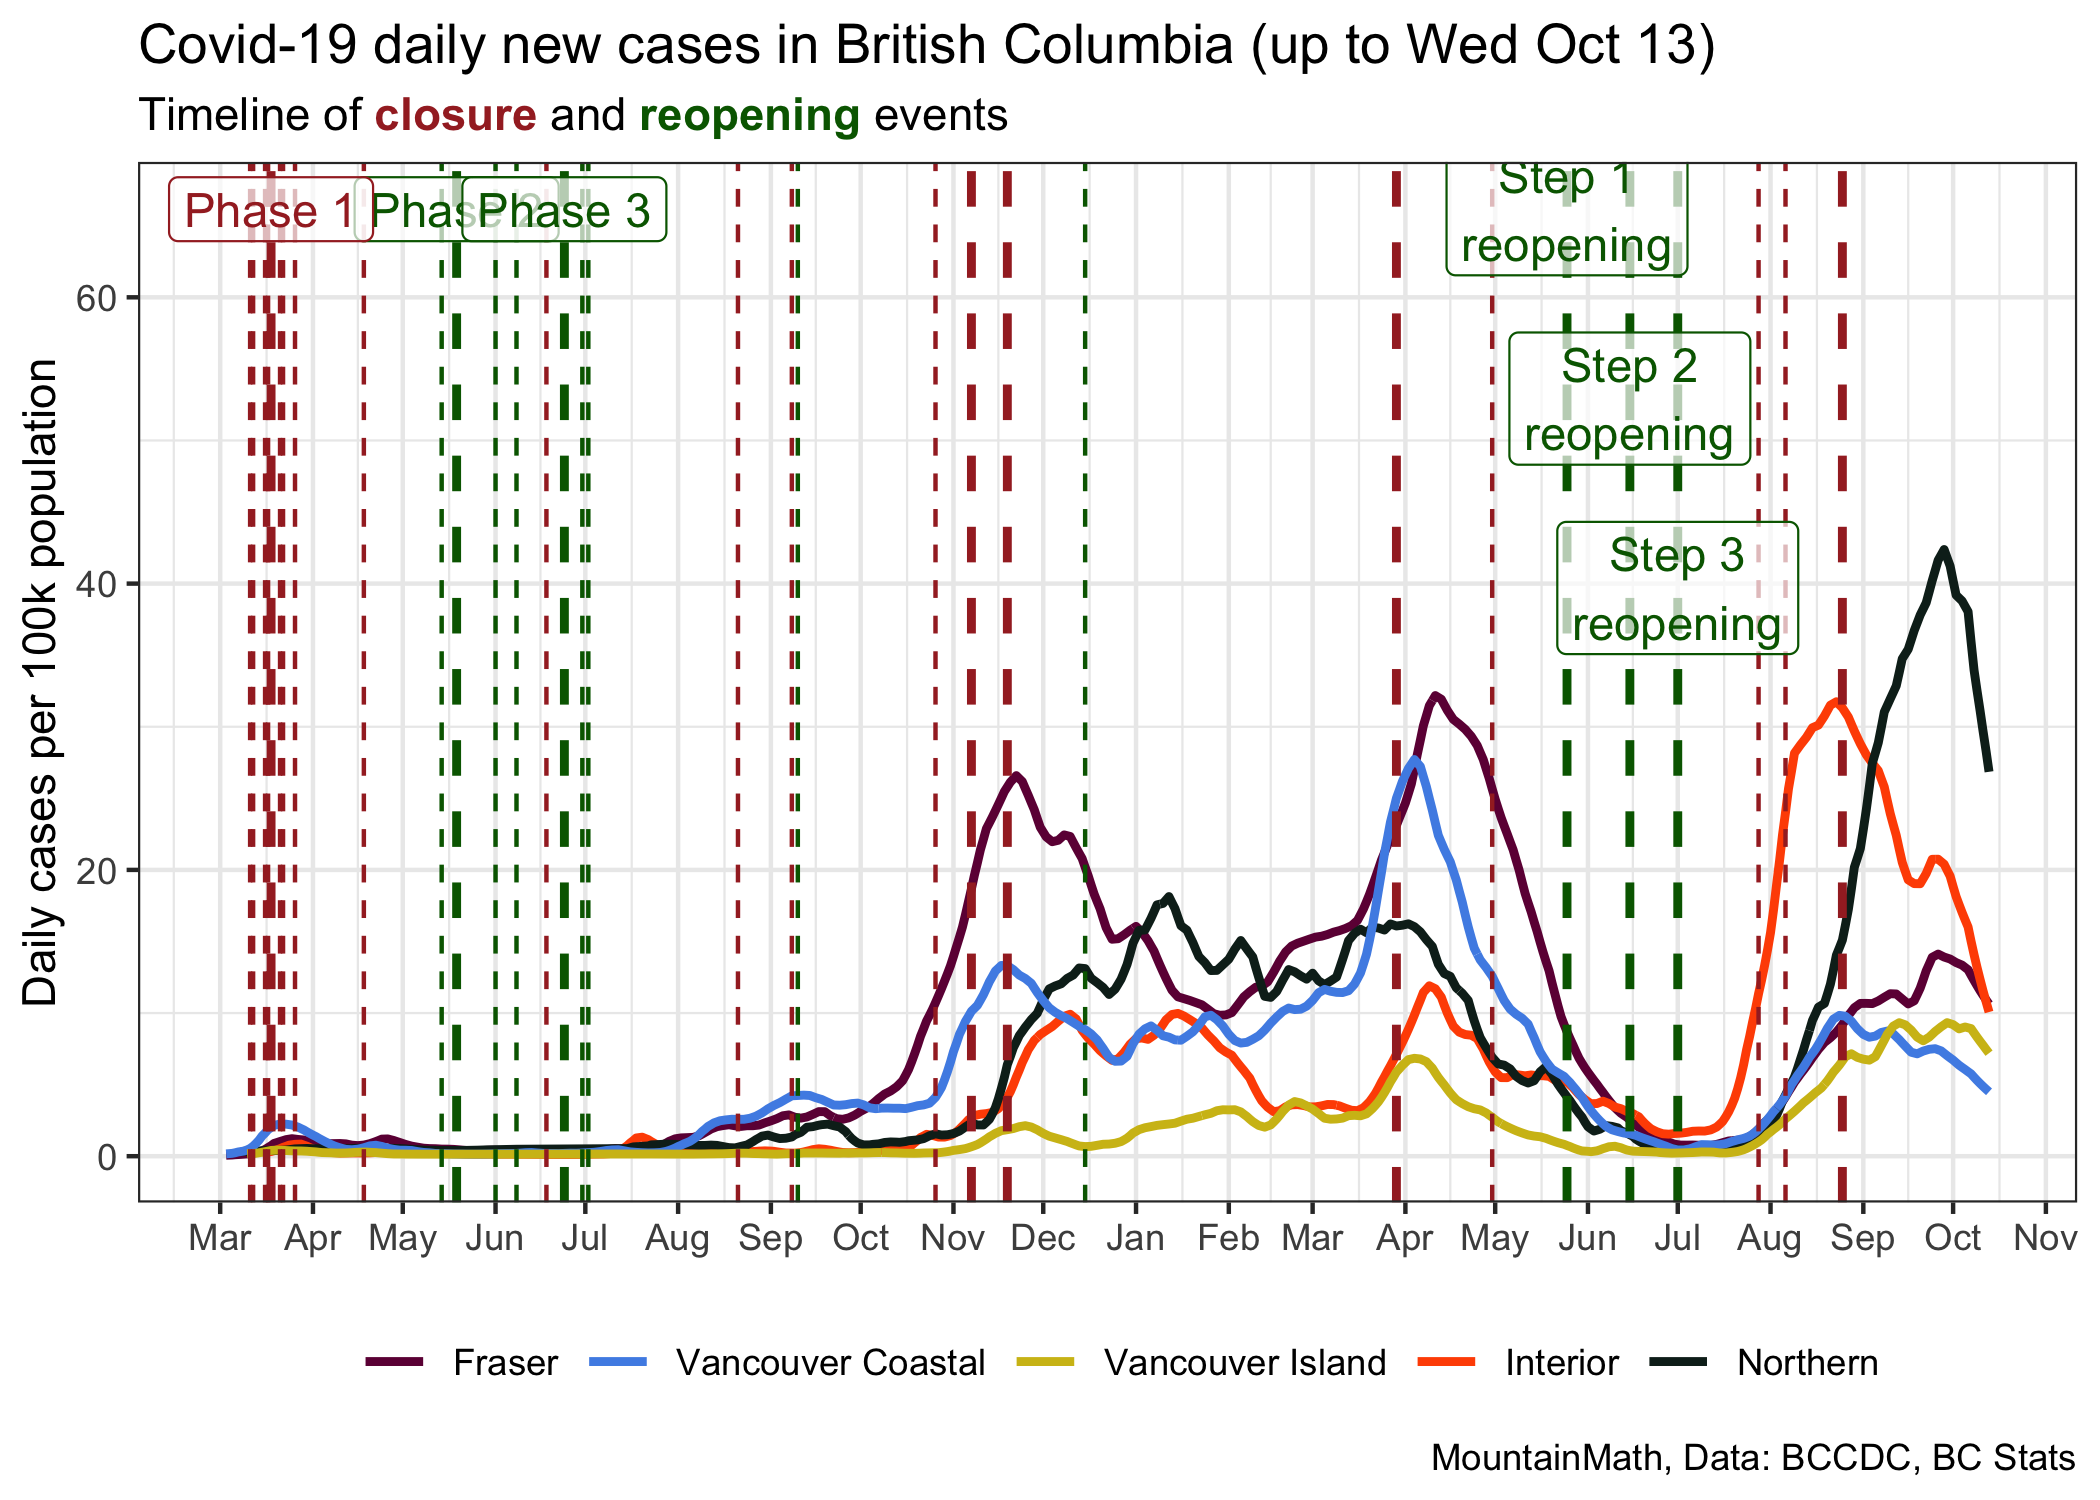 Covid-19 daily new cases in British Columbia (up to Wed Oct 13)
Timeline of closure and reopening events
Phase 1
Phase 2
Phase 3
Step 1
reopening
Step 2
reopening
Step 3
reopening
Daily cases per 100k population
60
40
20
0
Mar Apr May Jun Jul Aug Sep Oct Nov Dec Jan Feb Mar Apr May Jun Jul Aug Sep Oct Nov
Fraser Vancouver Coastal Vancouver Island Interior Northern
MountainMath, Data: BCCDC, BC Stats